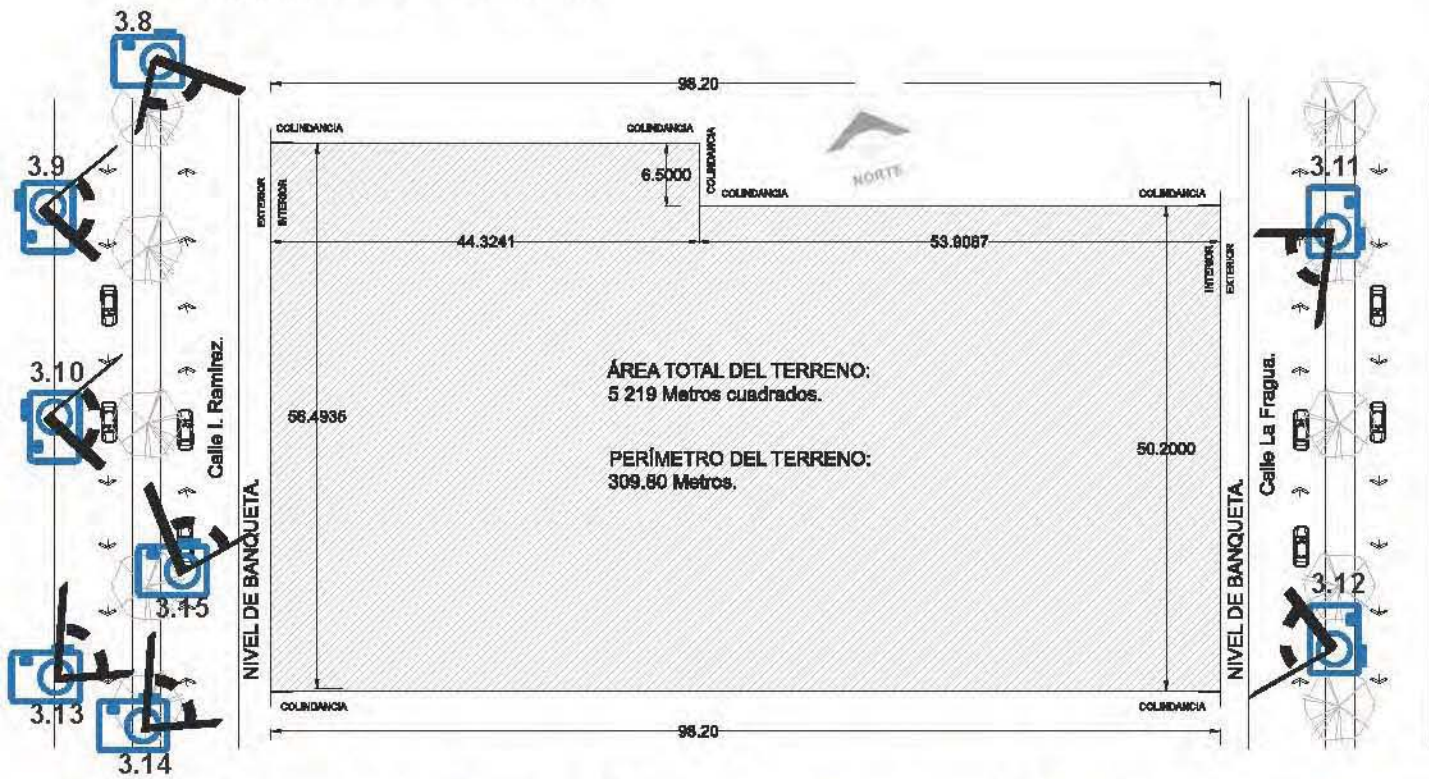 3.8
98.20
COLINDANCIA
COLINDANCIA
COLINDANCIA
NORTE
3.9
6.5000
COLINDANCIA
COLINDANCIA
3.11
EXTERIOR
INTERIOR
44.3241
53.9087
INTERIOR
EXTERIOR
3.10
Calle I. Ramírez.
ÁREA TOTAL DEL TERRENO:
5 219 Metros cuadrados.
Calle La Fragua.
56.4935
PERÍMETRO DEL TERRENO:
309.80 Metros.
50.2000
NIVEL DE BANQUETA.
NIVEL DE BANQUETA.
3.15
3.12
3.13
COLINDANCIA
COLINDANCIA
98.20
3.14